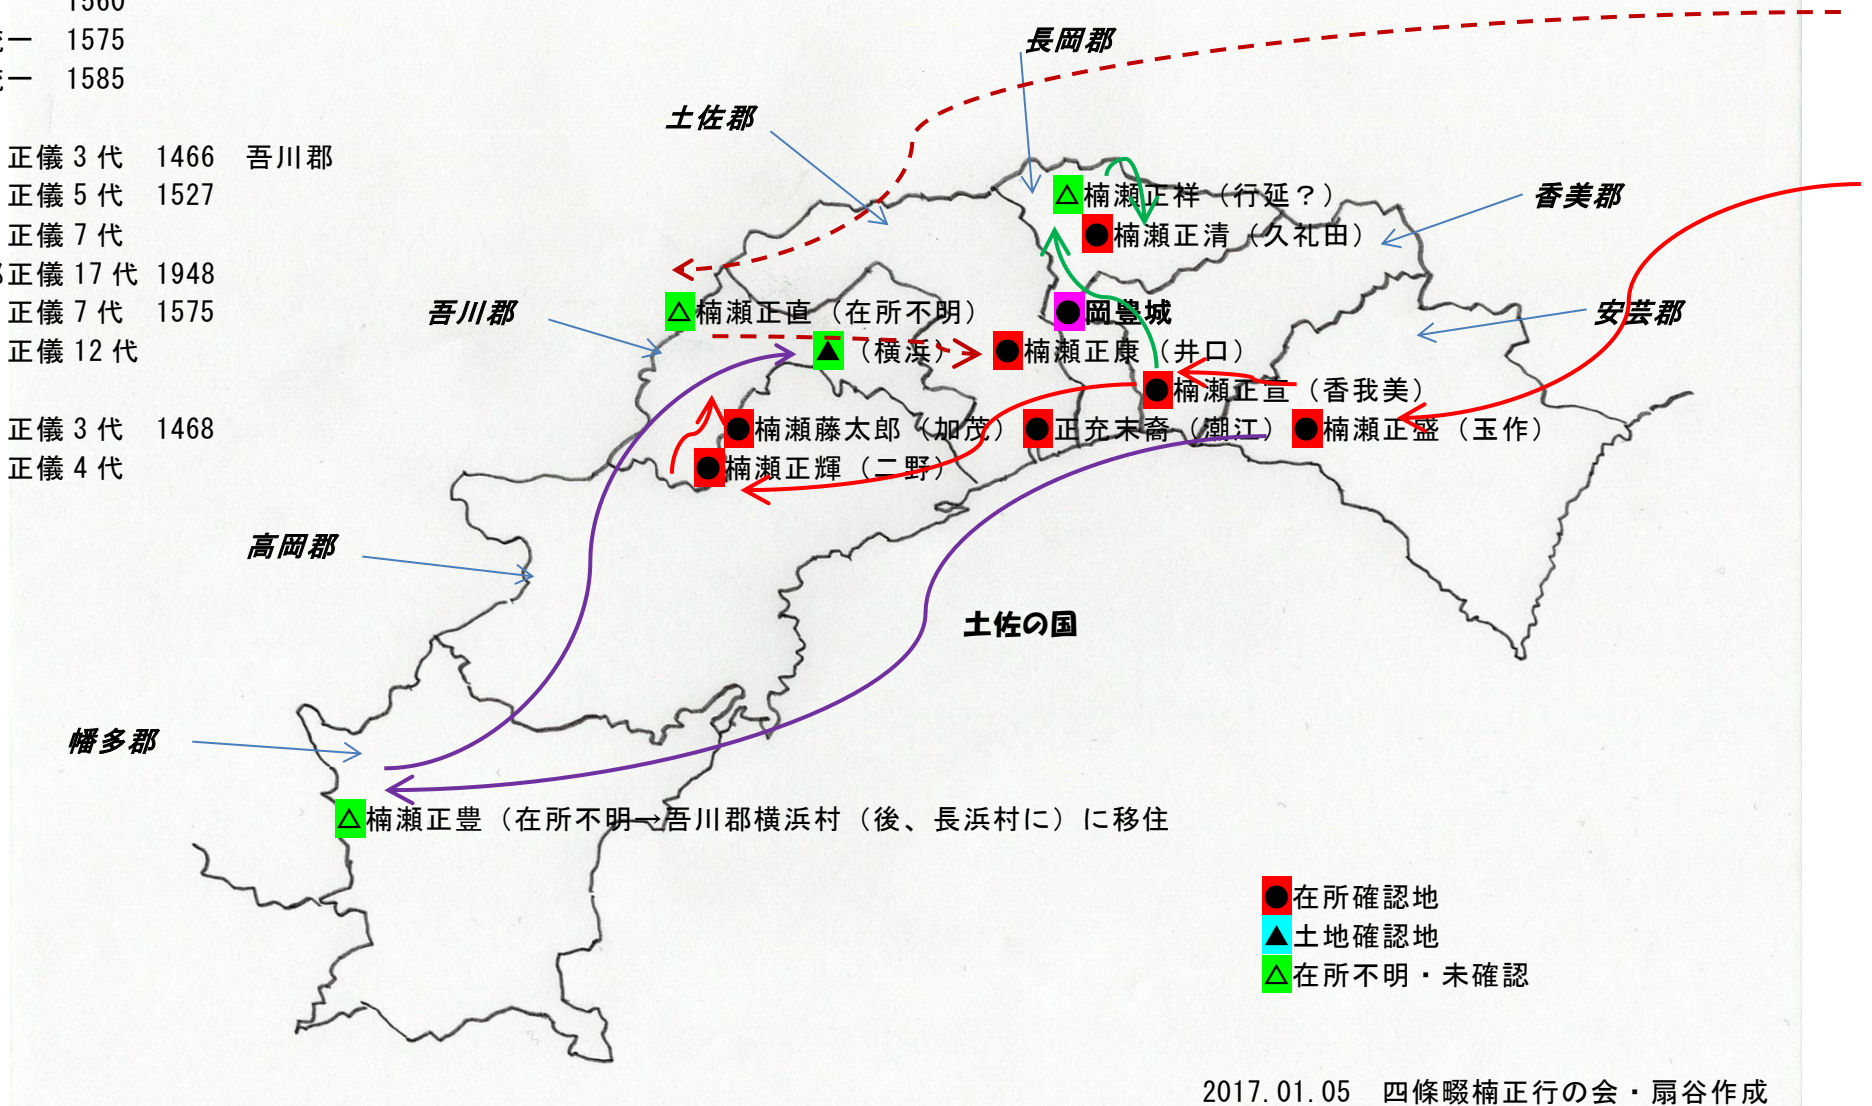 1560
一 1575
一 1585
正儀３代 1466 吾川郡
正儀５代 1527
正儀７代
正儀 17 代 1948
正儀７代 1575
正儀 12 代
正儀３代 1468
正儀４代
長岡郡
土佐郡
香美郡
吾川郡
安芸郡
高岡郡
幡多郡
△楠瀬正祥（行延？）
●楠瀬正清（久礼田）
△楠瀬正直（在所不明）
●岡豊城
▲（横浜）
●楠瀬正康（井口）
●楠瀬正宣（香我美）
●楠瀬藤太郎（加茂）
●正充末裔（潮江）
●楠瀬正盛（玉作）
●楠瀬正輝（二野）
土佐の国
△楠瀬正豊（在所不明→吾川郡横浜村（後、長浜村に）に移住
●在所確認地
▲土地確認地
△在所不明・未確認
2017.01.05 四條畷楠正行の会・扇谷作成